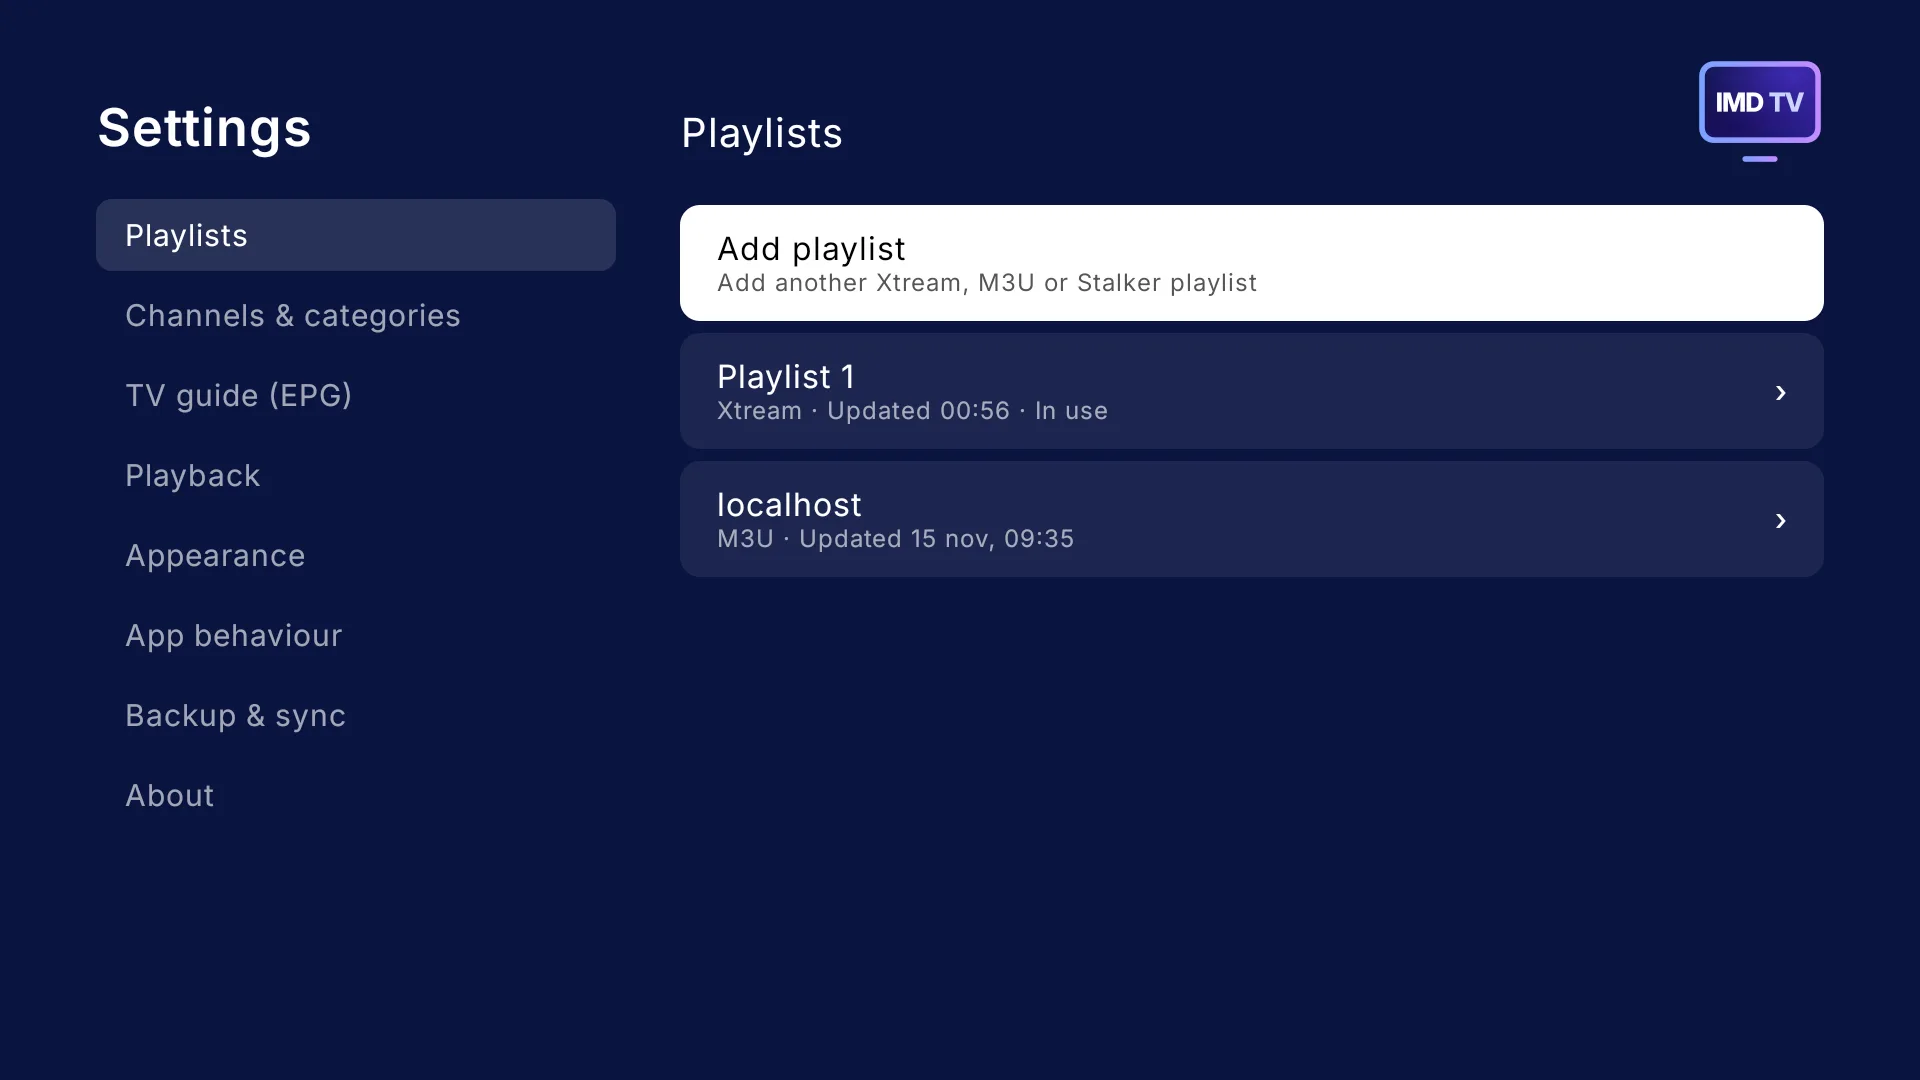 Settings
Playlists
Channels & categories
TV guide (EPG)
Playback
Appearance
App behaviour
Backup & sync
About
Playlists
IMD TV
Add playlist
Add another Xtream, M3U or Stalker playlist
Playlist 1
Xtream · Updated 00:56 · In use
›
localhost
M3U · Updated 15 nov, 09:35
›